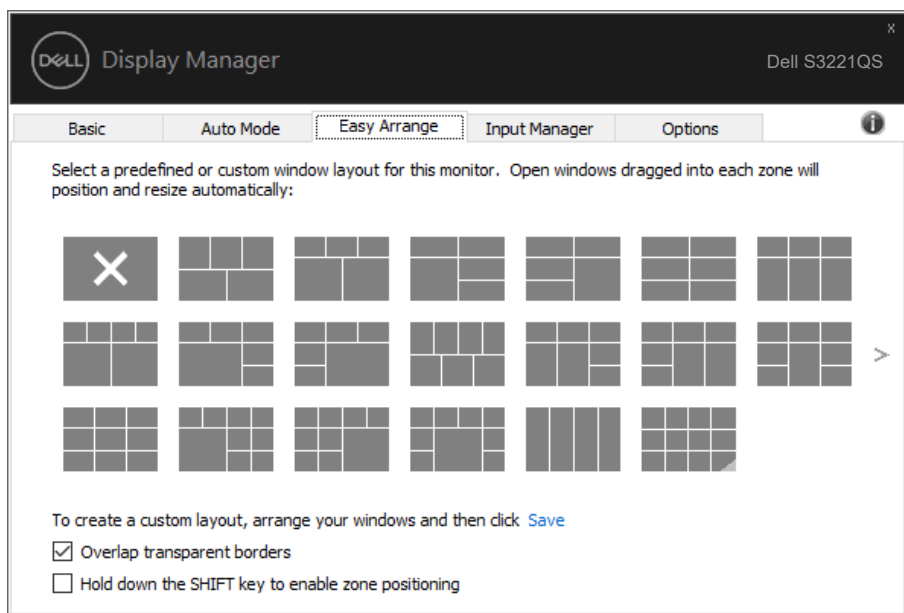 x
DELL Display Manager
Dell S3221QS
Basic Auto Mode Easy Arrange Input Manager Options
Select a predefined or custom window layout for this monitor. Open windows dragged into each zone will
position and resize automatically:
>
To create a custom layout, arrange your windows and then click Save
Overlap transparent borders
Hold down the SHIFT key to enable zone positioning